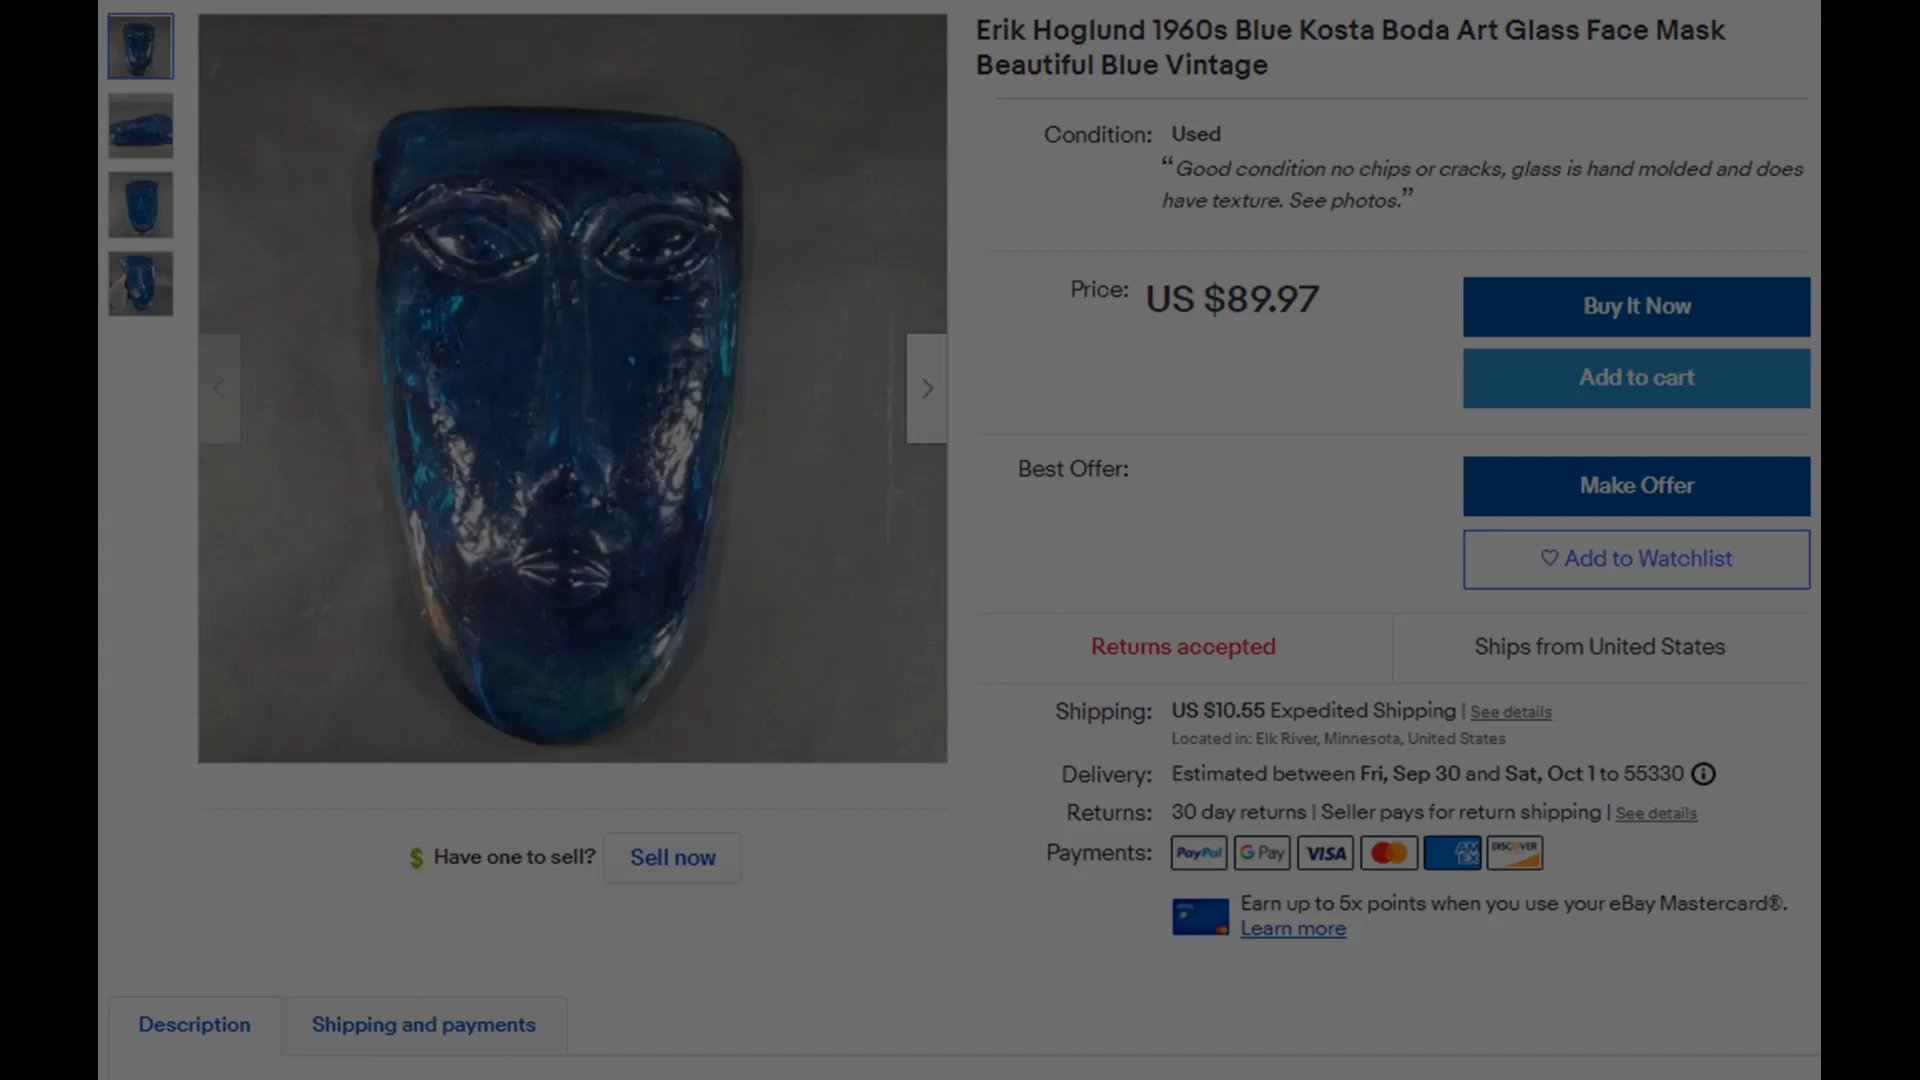 Erik Hoglund 1960s Blue Kosta Boda Art Glass Face Mask
Beautiful Blue Vintage
Condition: Used
“Good condition no chips or cracks, glass is hand molded and does
have texture. See photos.”
Price: US $89.97
Buy It Now
Add to cart
Best Offer:
Make Offer
♡ Add to Watchlist
Returns accepted
Ships from United States
Shipping: US $10.55 Expedited Shipping | See details
Located in: Elk River, Minnesota, United States
Delivery: Estimated between Fri, Sep 30 and Sat, Oct 1 to 55330
Returns: 30 day returns | Seller pays for return shipping | See details
Payments: PayPal G Pay VISA AM EX DISCOVER
Earn up to 5x points when you use your eBay Mastercard®.
Learn more
$ Have one to sell? Sell now
Description
Shipping and payments